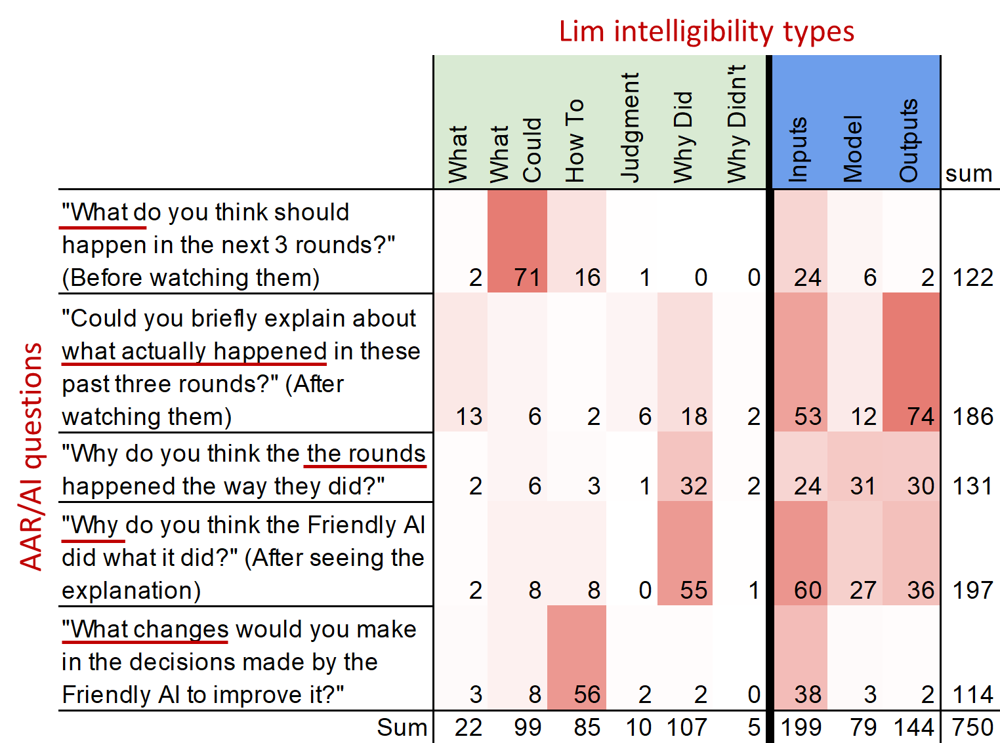 Lim intelligibility types
What
What
Could
How To
Judgment
Why Did
Why Didn't
Inputs
Model
Outputs
sum
AAR/AI questions
"What do you think should
happen in the next 3 rounds?"
(Before watching them) 2 71 16 1 0 0 24 6 2 122
"Could you briefly explain about
what actually happened in these
past three rounds?" (After
watching them) 13 6 2 6 18 2 53 12 74 186
"Why do you think the the rounds
happened the way they did?" 2 6 3 1 32 2 24 31 30 131
"Why do you think the Friendly AI
did what it did?" (After seeing the
explanation) 2 8 8 0 55 1 60 27 36 197
"What changes would you make
in the decisions made by the
Friendly AI to improve it?" 3 8 56 2 2 0 38 3 2 114
Sum 22 99 85 10 107 5 199 79 144 750